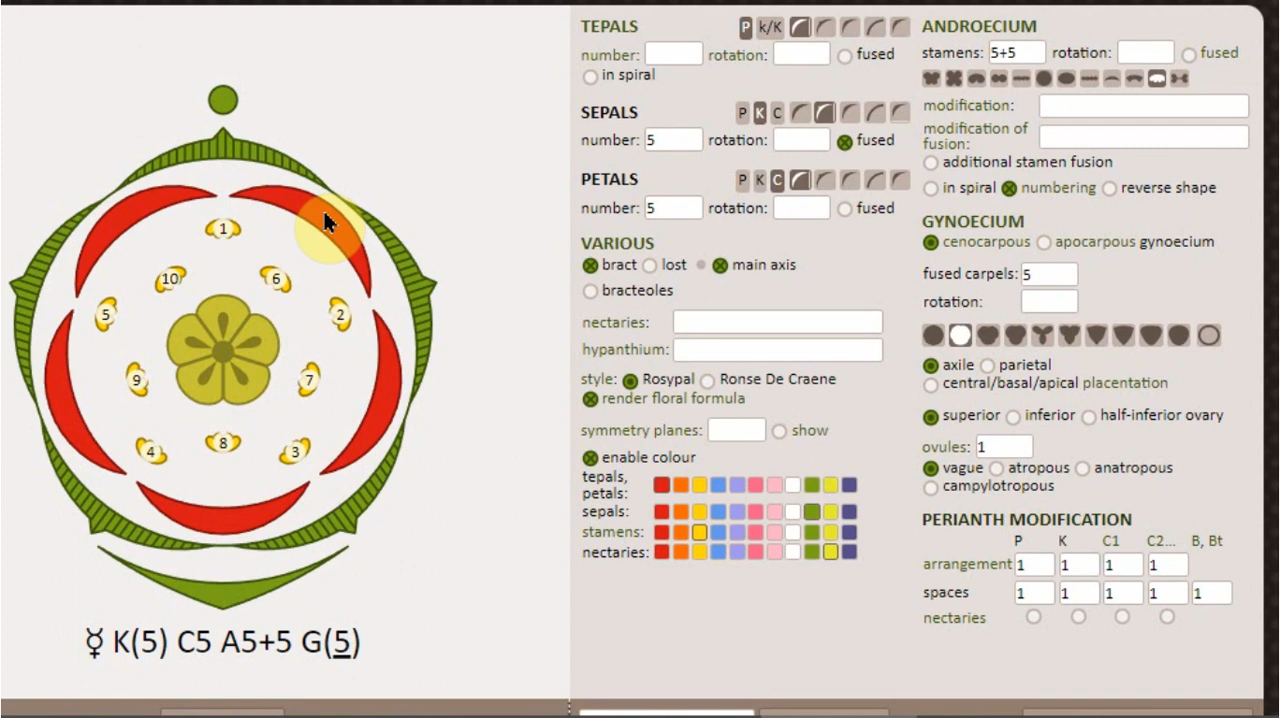 1
10
6
5
2
9
7
4
8
3
☿ K(5) C5 A5+5 G(5)
TEPALS P k/K
number: rotation: fused
in spiral
SEPALS P K C
number: 5 rotation: fused
PETALS P K C
number: 5 rotation: fused
VARIOUS
bract lost main axis
bracteoles
nectaries:
hypanthium:
style: Rosypal Ronse De Craene
render floral formula
symmetry planes: show
enable colour
tepals,
petals:
sepals:
stamens:
nectaries:
ANDROECIUM
stamens: 5+5 rotation: fused
modification:
modification of
fusion:
additional stamen fusion
in spiral numbering reverse shape
GYNOECIUM
cenocarpous apocarpous gynoecium
fused carpels: 5
rotation:
axile parietal
central/basal/apical placentation
superior inferior half-inferior ovary
ovules: 1
vague atropous anatropous
campylotropous
PERIANTH MODIFICATION
P K C1 C2... B, Bt
arrangement 1 1 1 1
spaces 1 1 1 1 1
nectaries